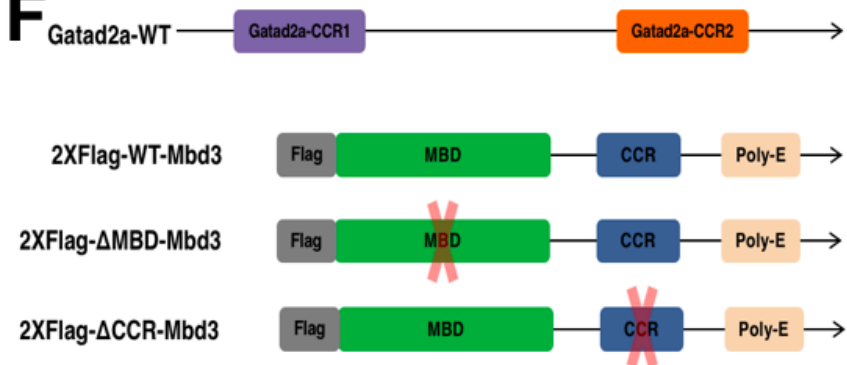 F
Gatad2a-WT Gatad2a-CCR1 Gatad2a-CCR2
2XFlag-WT-Mbd3 Flag MBD CCR Poly-E
2XFlag-ΔMBD-Mbd3 Flag MBD CCR Poly-E
2XFlag-ΔCCR-Mbd3 Flag MBD CCR Poly-E